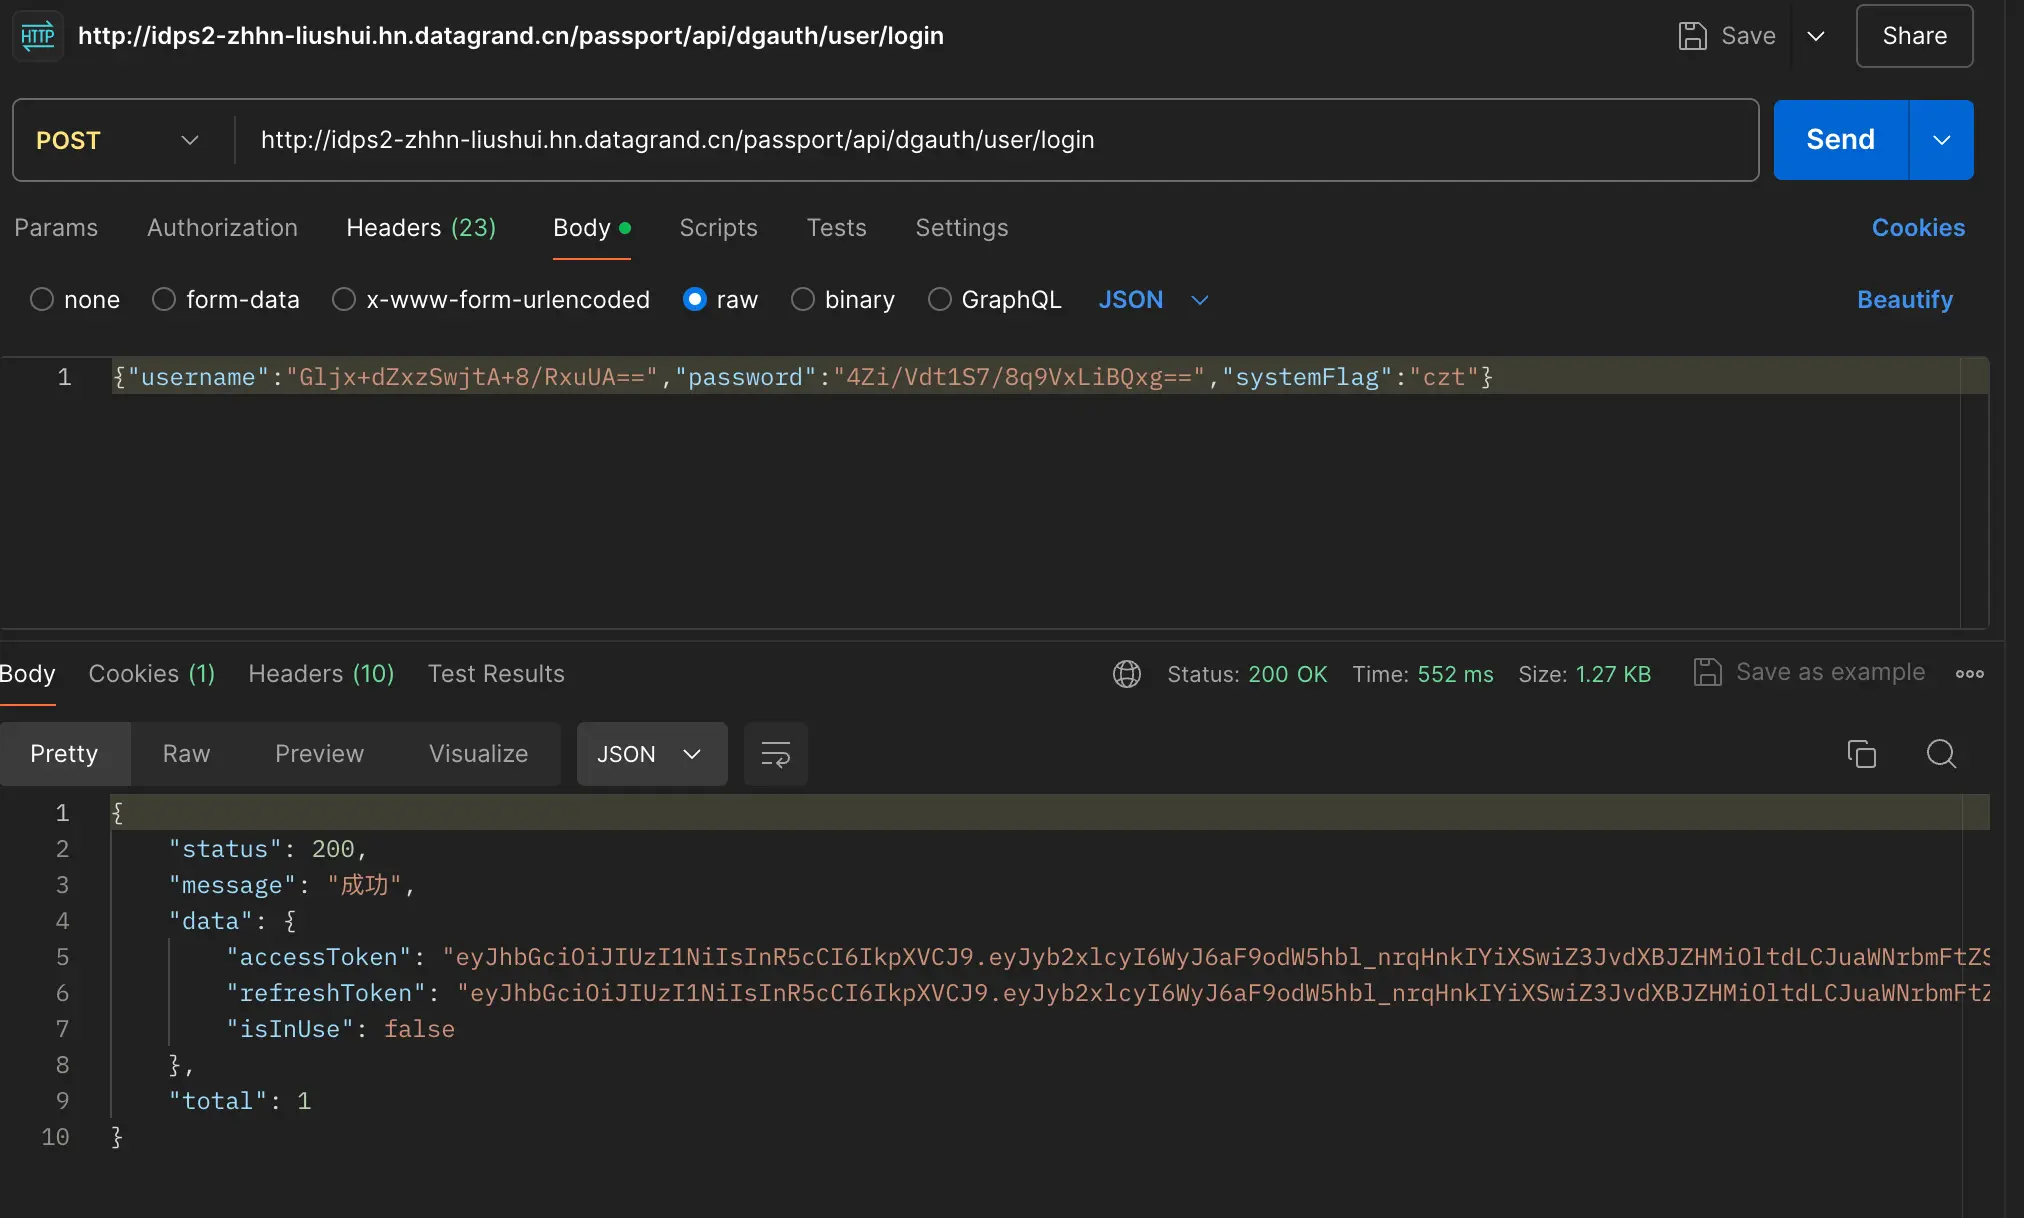 HTTP http://idps2-zhhn-liushui.hn.datagrand.cn/passport/api/dgauth/user/login Save Share
POST http://idps2-zhhn-liushui.hn.datagrand.cn/passport/api/dgauth/user/login Send
Params Authorization Headers (23) Body Scripts Tests Settings Cookies
none form-data x-www-form-urlencoded raw binary GraphQL JSON Beautify
1 {"username":"Gljx+dZxzSwjtA+8/RxuUA==","password":"4Zi/Vdt1S7/8q9VxLiBQxg==","systemFlag":"czt"}
Body Cookies (1) Headers (10) Test Results Status: 200 OK Time: 552 ms Size: 1.27 KB Save as example
Pretty Raw Preview Visualize JSON
1 {
2 "status": 200,
3 "message": "成功",
4 "data": {
5 "accessToken": "eyJhbGciOiJIUzI1NiIsInR5cCI6IkpXVCJ9.eyJyb2xlcyI6WyJ6aF9odW5hbl_nrqHnkIYiXSwiZ3JvdXBJZHMiOltdLCJuaWNrbmFtZS
6 "refreshToken": "eyJhbGciOiJIUzI1NiIsInR5cCI6IkpXVCJ9.eyJyb2xlcyI6WyJ6aF9odW5hbl_nrqHnkIYiXSwiZ3JvdXBJZHMiOltdLCJuaWNrbmFtZ
7 "isInUse": false
8 },
9 "total": 1
10 }